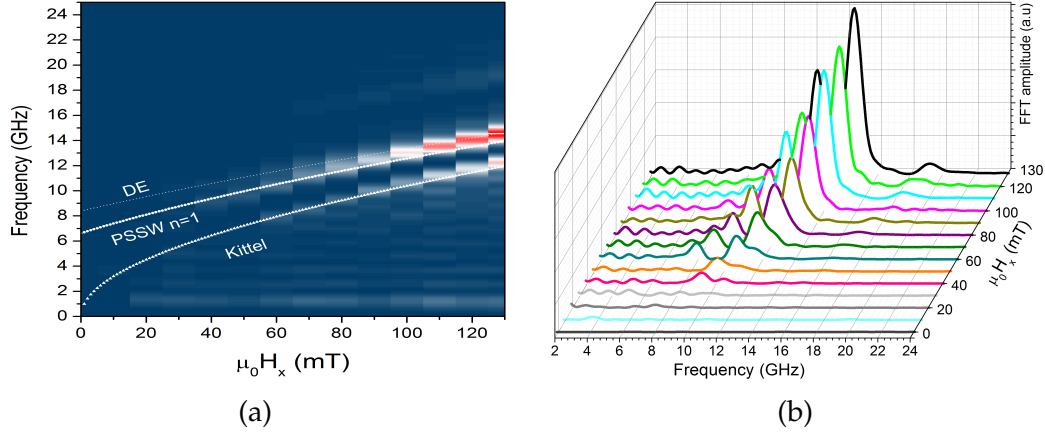 24
22
20
18
16
14
12
10
8
6
4
2
0
Frequency (GHz)
DE
PSSW n=1
Kittel
20 40 60 80 100 120
μ₀Hₓ (mT)
(a)
FFT amplitude (a.u)
130
120
100
80
60
40
20
0
μ₀Hₓ (mT)
2 4 6 8 10 12 14 16 18 20 22 24
Frequency (GHz)
(b)